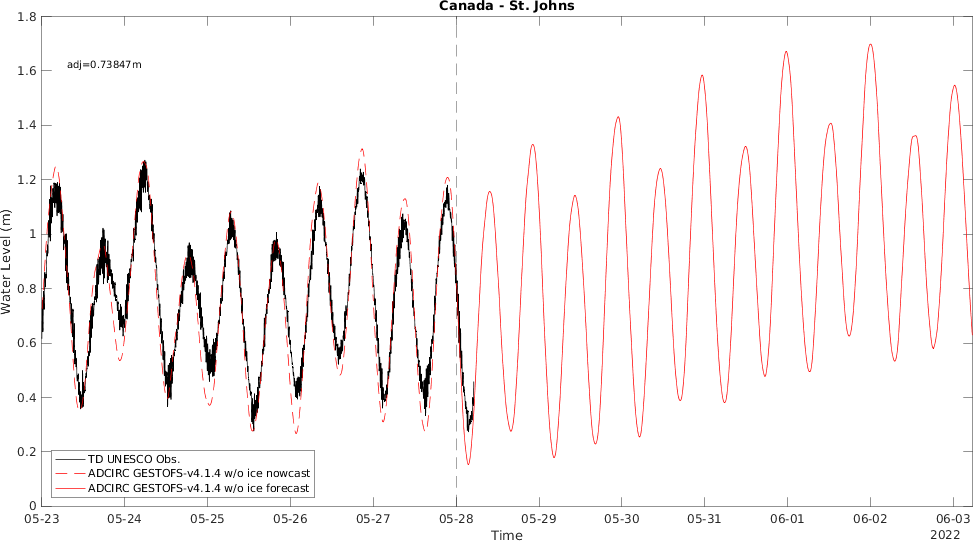 Canada - St. Johns
1.8
1.6
1.4
1.2
1
0.8
0.6
0.4
0.2
0
Water Level (m)
adj=0.73847m
TD UNESCO Obs.
ADCIRC GESTOFS-v4.1.4 w/o ice nowcast
ADCIRC GESTOFS-v4.1.4 w/o ice forecast
05-23 05-24 05-25 05-26 05-27 05-28 05-29 05-30 05-31 06-01 06-02 06-03
Time
2022